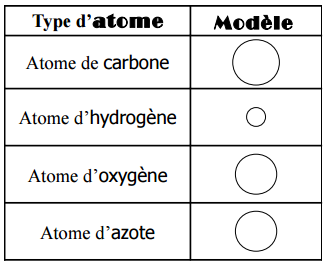 Type d'atome Modèle
Atome de carbone
Atome d'hydrogène
Atome d'oxygène
Atome d'azote